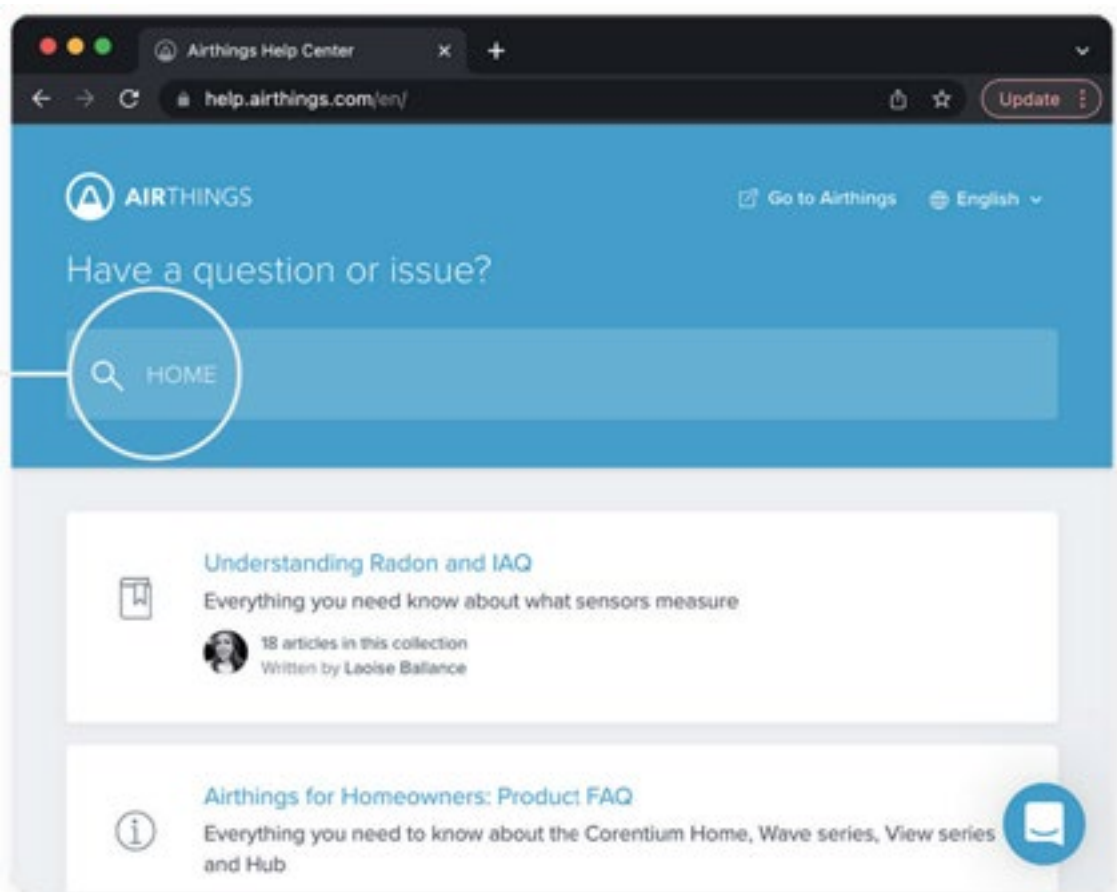 Airthings Help Center
help.airthings.com/en/
Update
AIRTHINGS
Go to Airthings
English
Have a question or issue?
HOME
Understanding Radon and IAQ
Everything you need know about what sensors measure
18 articles in this collection
Written by Laoise Ballance
Airthings for Homeowners: Product FAQ
Everything you need to know about the Corentium Home, Wave series, View series
and Hub